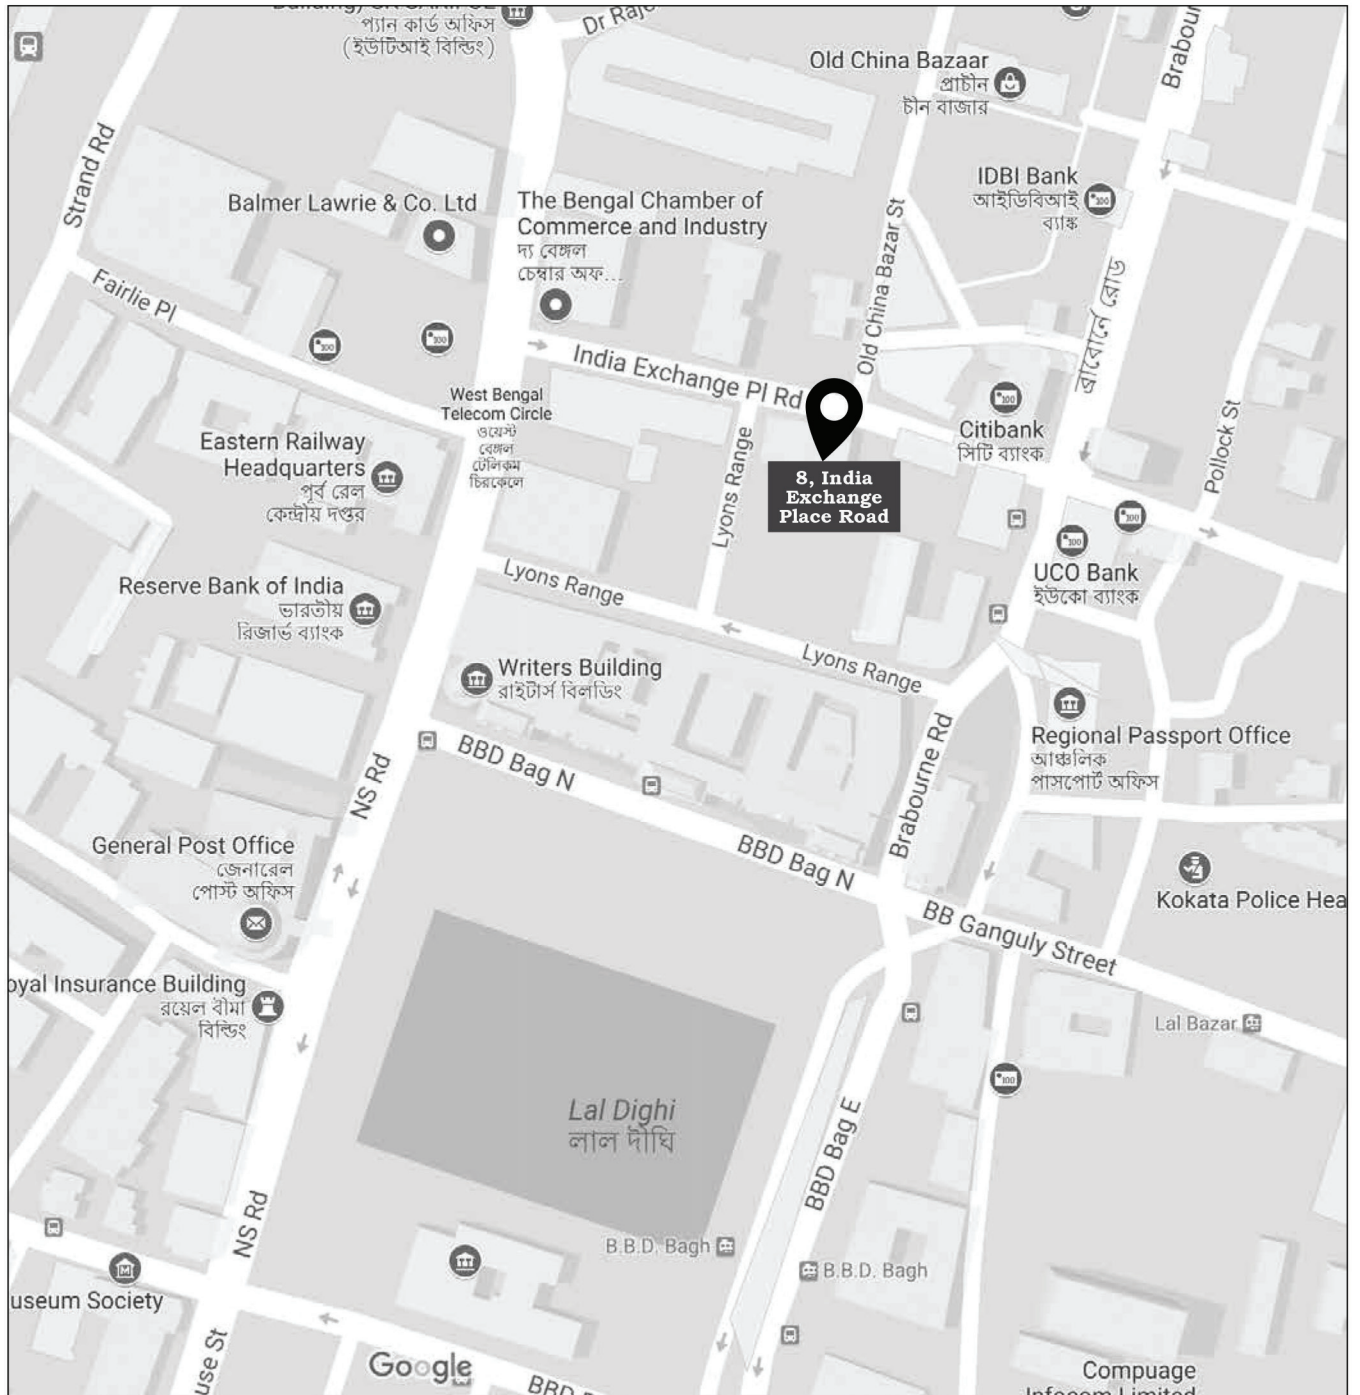 প্যান কার্ড অফিস
(ইউটিআই বিল্ডিং)
Old China Bazaar
প্রাচীন
চীন বাজার
Strand Rd
Balmer Lawrie & Co. Ltd
The Bengal Chamber of
Commerce and Industry
দ্য বেঙ্গল
চেম্বার অফ...
IDBI Bank
আইডিবিআই
ব্যাঙ্ক
Old China Bazar St
ব্রাবোর্নে রোড
Fairlie Pl
India Exchange Pl Rd
West Bengal
Telecom Circle
ওয়েস্ট
বেঙ্গল
টেলিকম
চিরকেলে
Citibank
সিটি ব্যাংক
Pollock St
Eastern Railway
Headquarters
পূর্ব রেল
কেন্দ্রীয় দপ্তর
Lyons Range
8, India
Exchange
Place Road
UCO Bank
ইউকো ব্যাংক
Reserve Bank of India
ভারতীয়
রিজার্ভ ব্যাংক
Lyons Range
Lyons Range
Writers Building
রাইটার্স বিলডিং
Regional Passport Office
আঞ্চলিক
পাসপোর্ট অফিস
BBD Bag N
NS Rd
Brabourne Rd
General Post Office
জেনারেল
পোস্ট অফিস
BBD Bag N
Kokata Police Hea
BB Ganguly Street
oyal Insurance Building
রয়েল বীমা
বিল্ডিং
Lal Bazar
Lal Dighi
লাল দীঘি
BBD Bag E
NS Rd
B.B.D. Bagh
B.B.D. Bagh
useum Society
use St
Google
Compuage